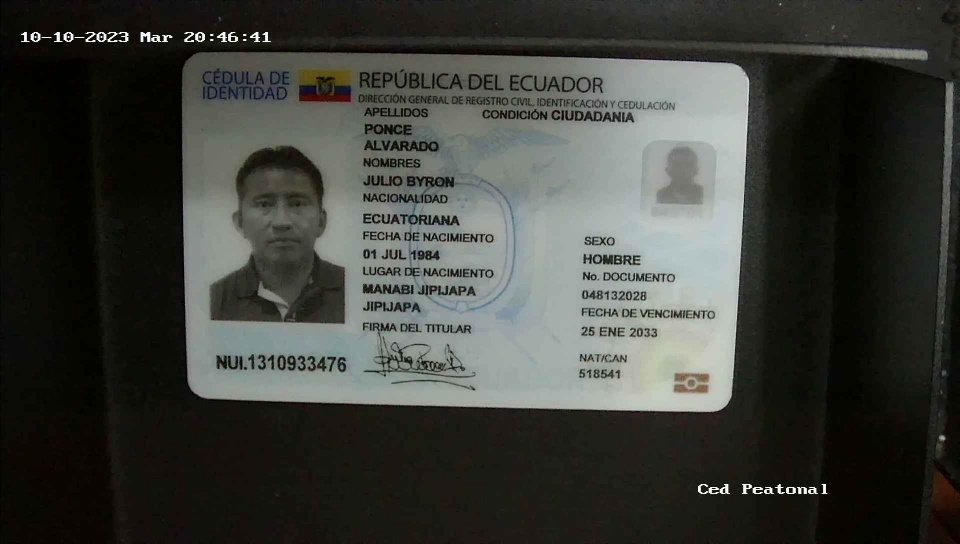 10-10-2023 Mar 20:46:41
CÉDULA DE
IDENTIDAD
REPÚBLICA DEL ECUADOR
DIRECCIÓN GENERAL DE REGISTRO CIVIL, IDENTIFICACIÓN Y CEDULACIÓN
APELLIDOS
CONDICIÓN CIUDADANIA
PONCE
ALVARADO
NOMBRES
JULIO BYRON
NACIONALIDAD
ECUATORIANA
FECHA DE NACIMIENTO
01 JUL 1984
LUGAR DE NACIMIENTO
MANABI JIPIJAPA
JIPIJAPA
FIRMA DEL TITULAR
SEXO
HOMBRE
No. DOCUMENTO
048132028
FECHA DE VENCIMIENTO
25 ENE 2033
NAT/CAN
518541
NUI.1310933476
Ced Peatonal